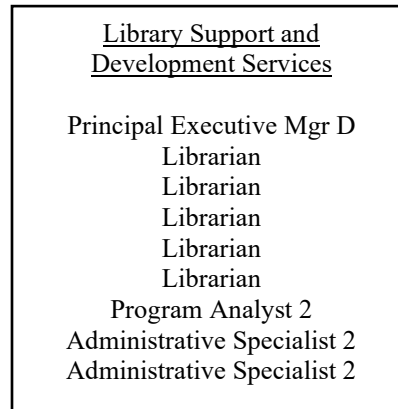 Library Support and
Development Services
Principal Executive Mgr D
Librarian
Librarian
Librarian
Librarian
Librarian
Program Analyst 2
Administrative Specialist 2
Administrative Specialist 2